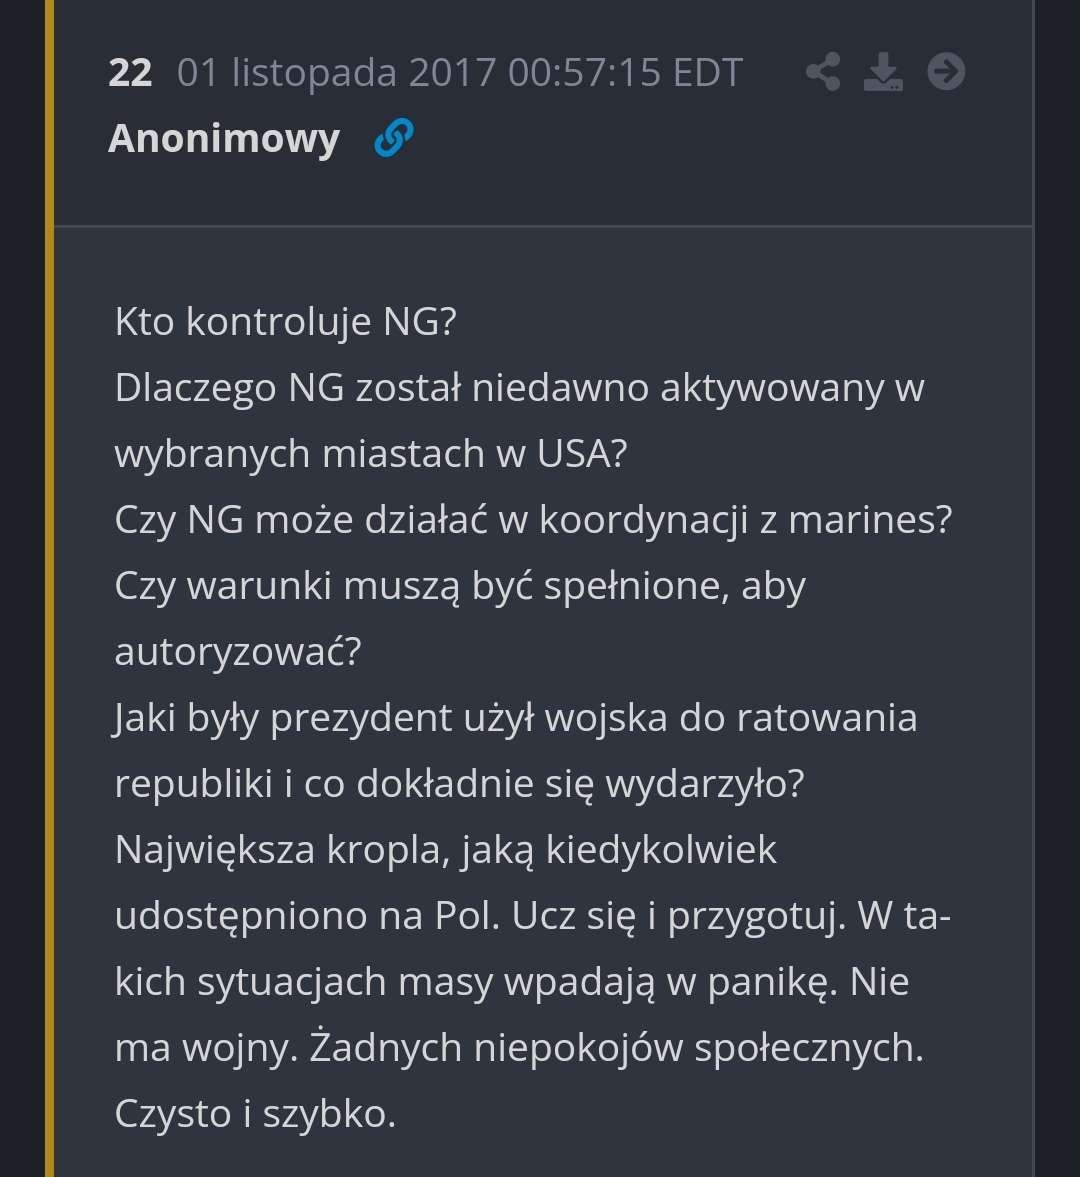 22 01 listopada 2017 00:57:15 EDT
Anonimowy
Kto kontroluje NG?
Dlaczego NG został niedawno aktywowany w
wybranych miastach w USA?
Czy NG może działać w koordynacji z marines?
Czy warunki muszą być spełnione, aby
autoryzować?
Jaki były prezydent użył wojska do ratowania
republiki i co dokładnie się wydarzyło?
Największa kropla, jaką kiedykolwiek
udostępniono na Pol. Ucz się i przygotuj. W ta-
kich sytuacjach masy wpadają w panikę. Nie
ma wojny. Żadnych niepokojów społecznych.
Czysto i szybko.